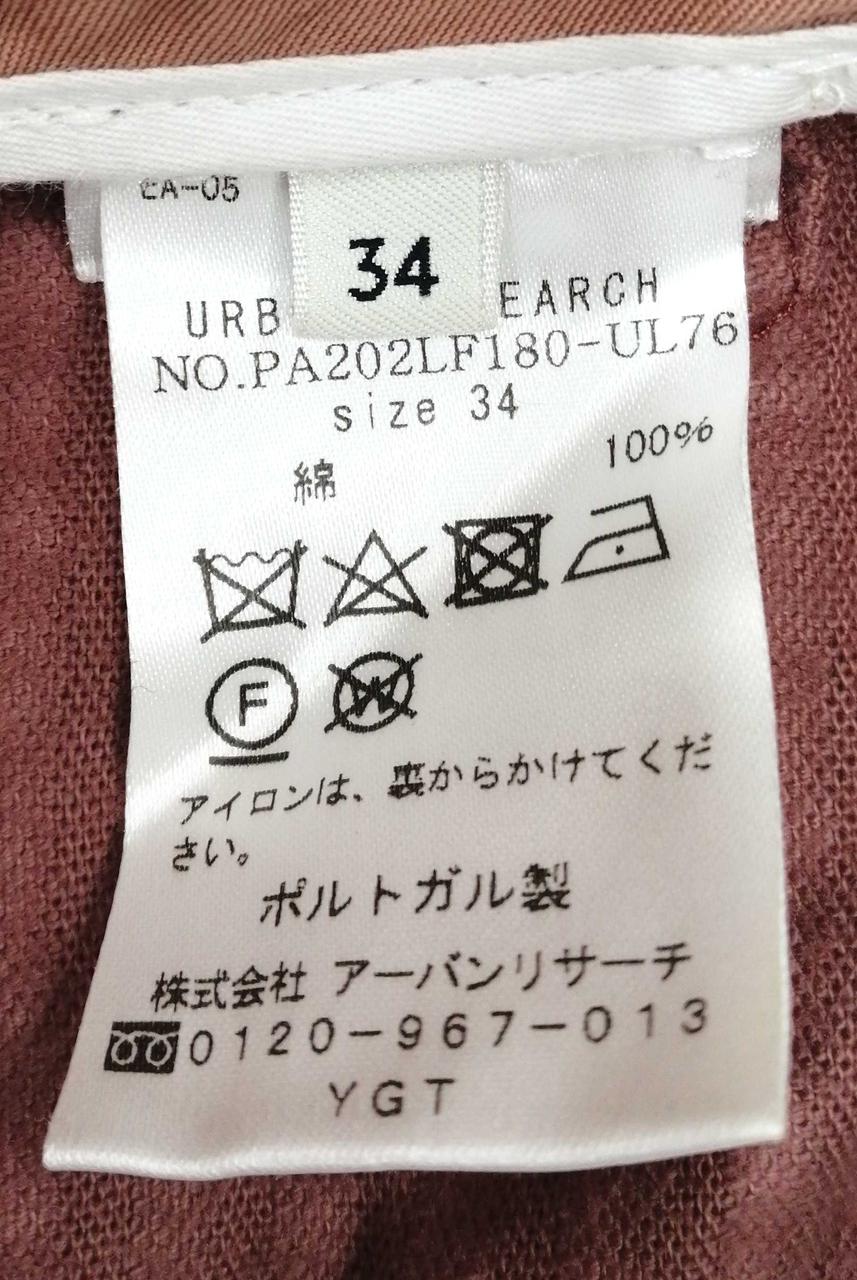 EA-05
34
URB EARCH
NO.PA202LF180-UL76
size 34
綿 100%
F
W
アイロンは、裏からかけてくだ
さい。
ポルトガル製
株式会社 アーバンリサーチ
0120-967-013
YGT